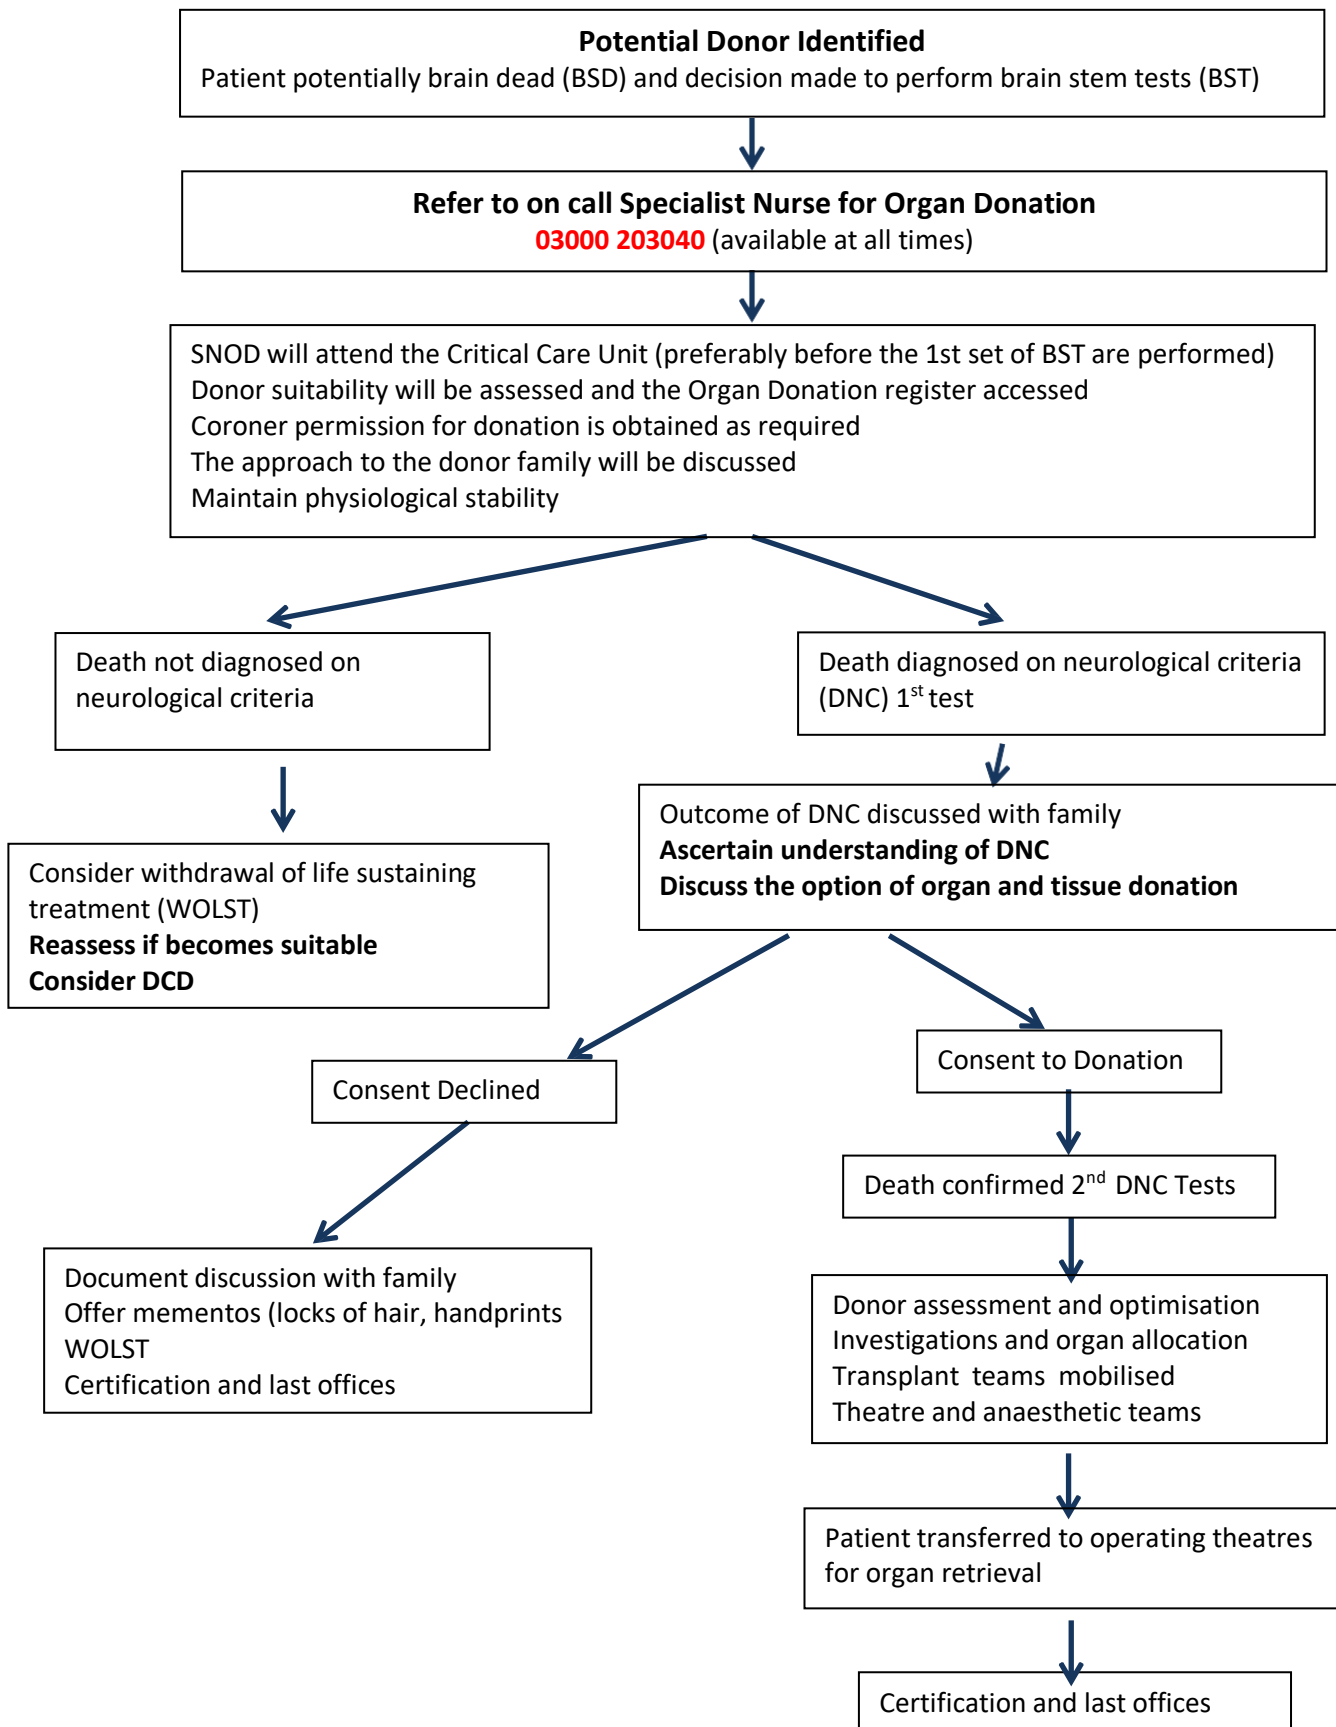 Potential Donor Identified
Patient potentially brain dead (BSD) and decision made to perform brain stem tests (BST)
Refer to on call Specialist Nurse for Organ Donation
03000 203040 (available at all times)
SNOD will attend the Critical Care Unit (preferably before the 1st set of BST are performed)
Donor suitability will be assessed and the Organ Donation register accessed
Coroner permission for donation is obtained as required
The approach to the donor family will be discussed
Maintain physiological stability
Death not diagnosed on
neurological criteria
Death diagnosed on neurological criteria
(DNC) 1st test
Consider withdrawal of life sustaining
treatment (WOLST)
Reassess if becomes suitable
Consider DCD
Outcome of DNC discussed with family
Ascertain understanding of DNC
Discuss the option of organ and tissue donation
Consent Declined
Consent to Donation
Death confirmed 2nd DNC Tests
Document discussion with family
Offer mementos (locks of hair, handprints
WOLST
Certification and last offices
Donor assessment and optimisation
Investigations and organ allocation
Transplant teams mobilised
Theatre and anaesthetic teams
Patient transferred to operating theatres
for organ retrieval
Certification and last offices